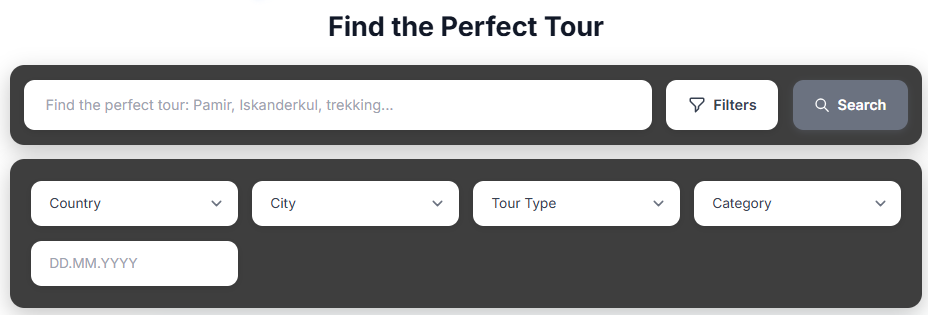 Find the Perfect Tour
Find the perfect tour: Pamir, Iskanderkul, trekking...
Filters
Search
Country
City
Tour Type
Category
DD.MM.YYYY